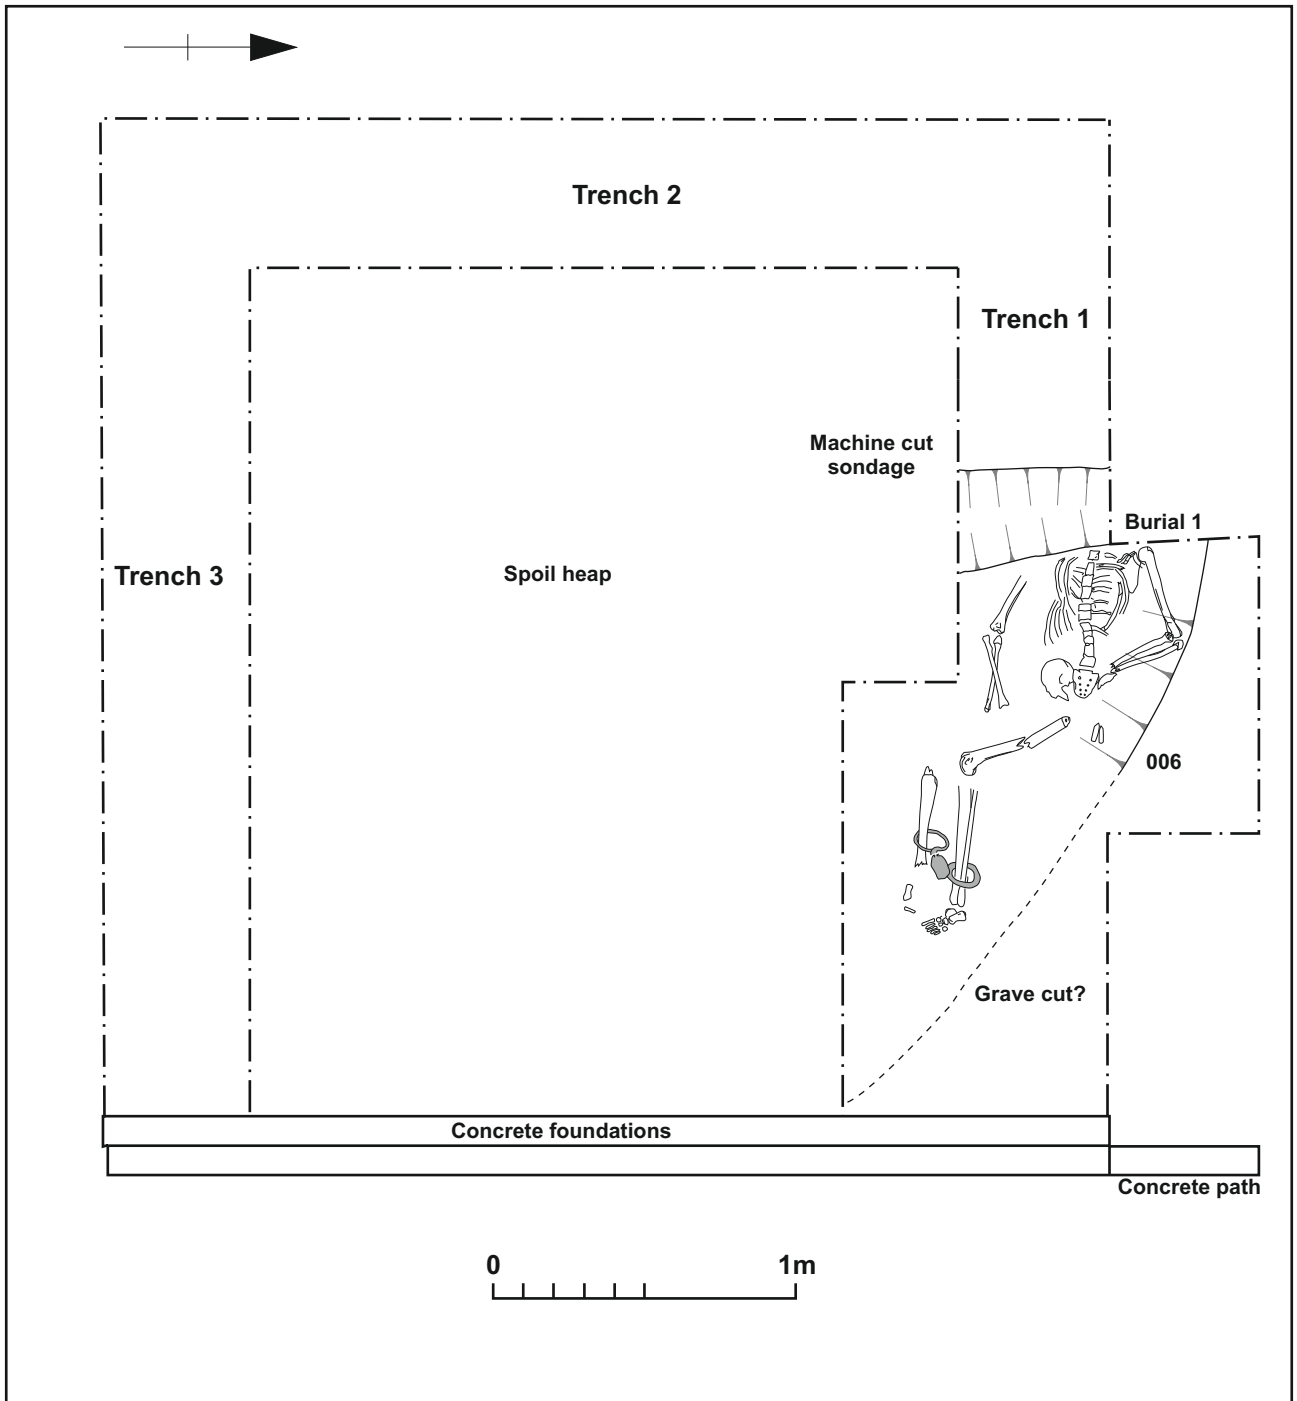 Trench 2
Trench 1
Machine cut
sondage
Burial 1
Trench 3
Spoil heap
006
Grave cut?
Concrete foundations
Concrete path
0
1m